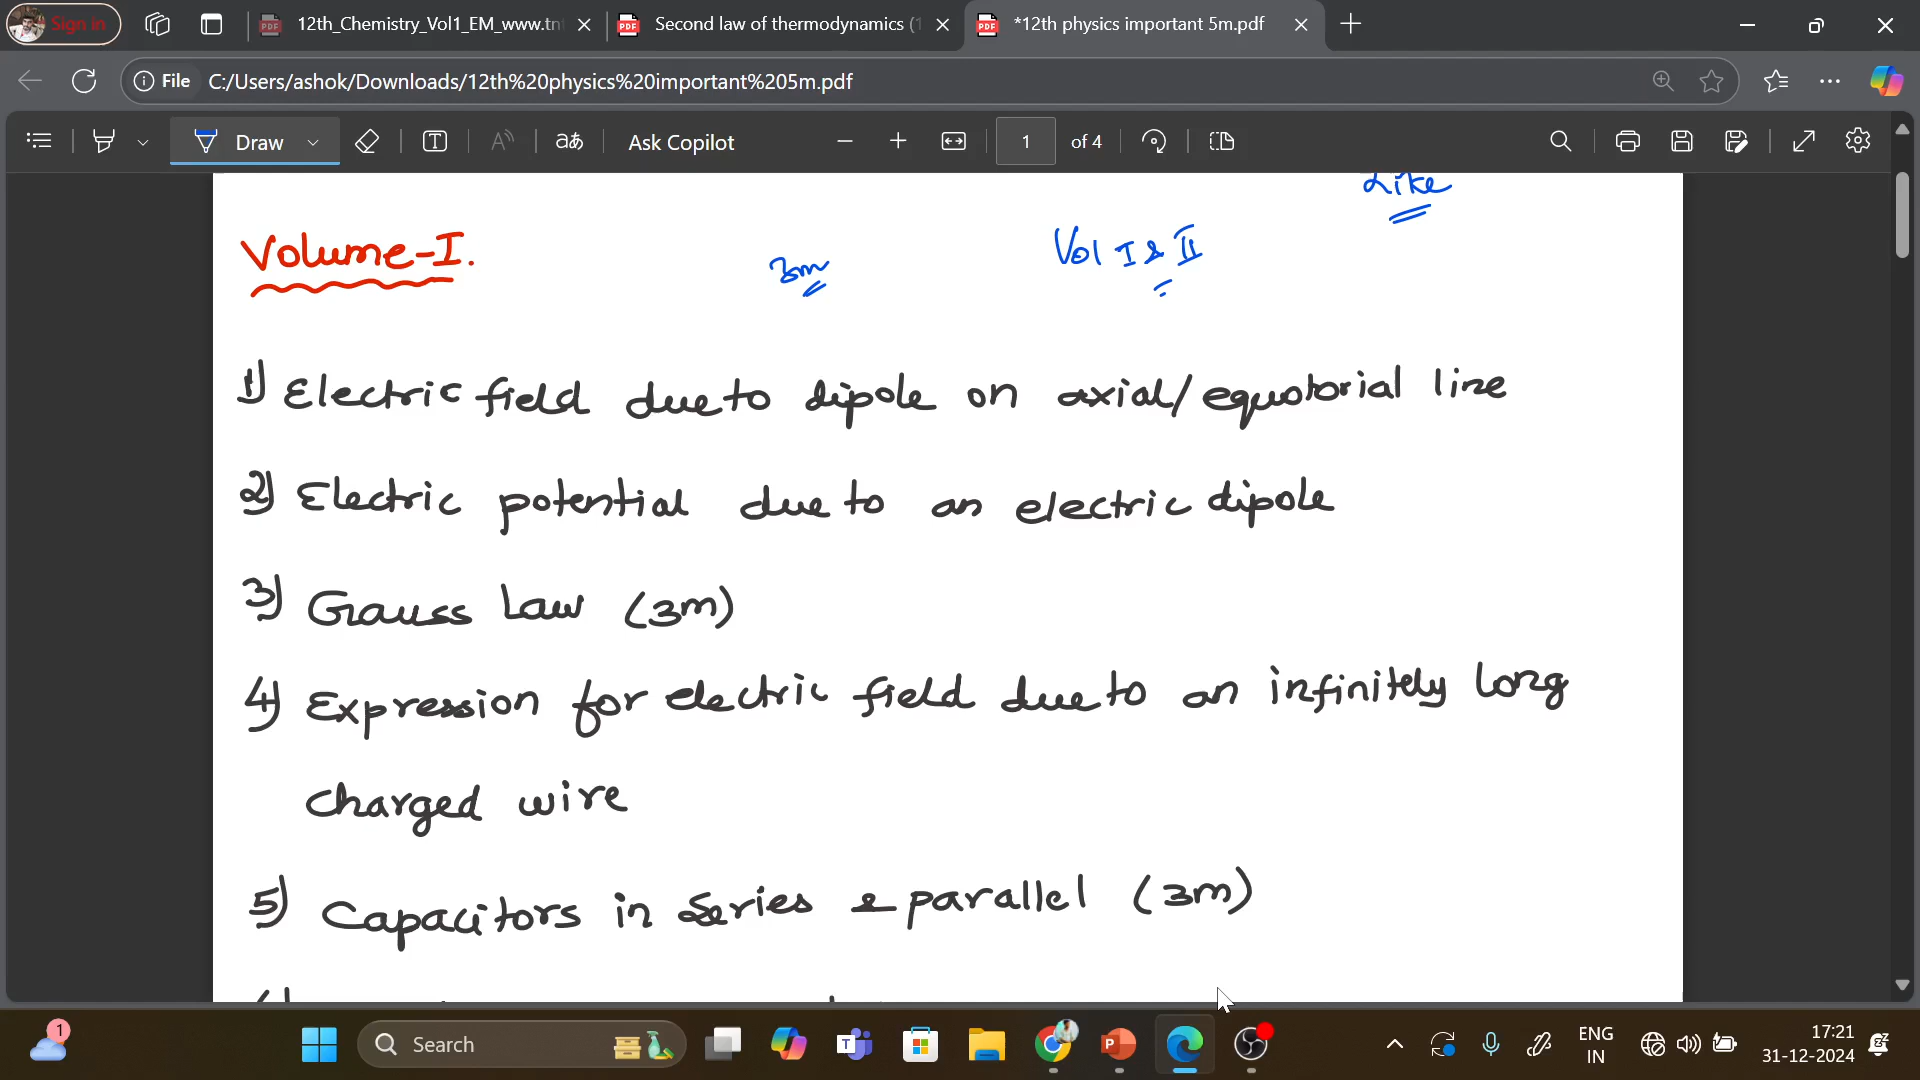 Sign in
12th_Chemistry_Vol1_EM_www.tn
Second law of thermodynamics (
*12th physics important 5m.pdf
File
C:/Users/ashok/Downloads/12th%20physics%20important%205m.pdf
Draw
aあ
Ask Copilot
1
of 4
Like
Volume-I.
3m
Vol I & II
1) Electric field due to dipole on axial/equatorial line
2) Electric potential due to an electric dipole
3) Gauss Law (3m)
4) Expression for electric field due to an infinitely long
charged wire
5) Capacitors in Series & parallel (3m)
1
Search
ENG
IN
17:21
31-12-2024